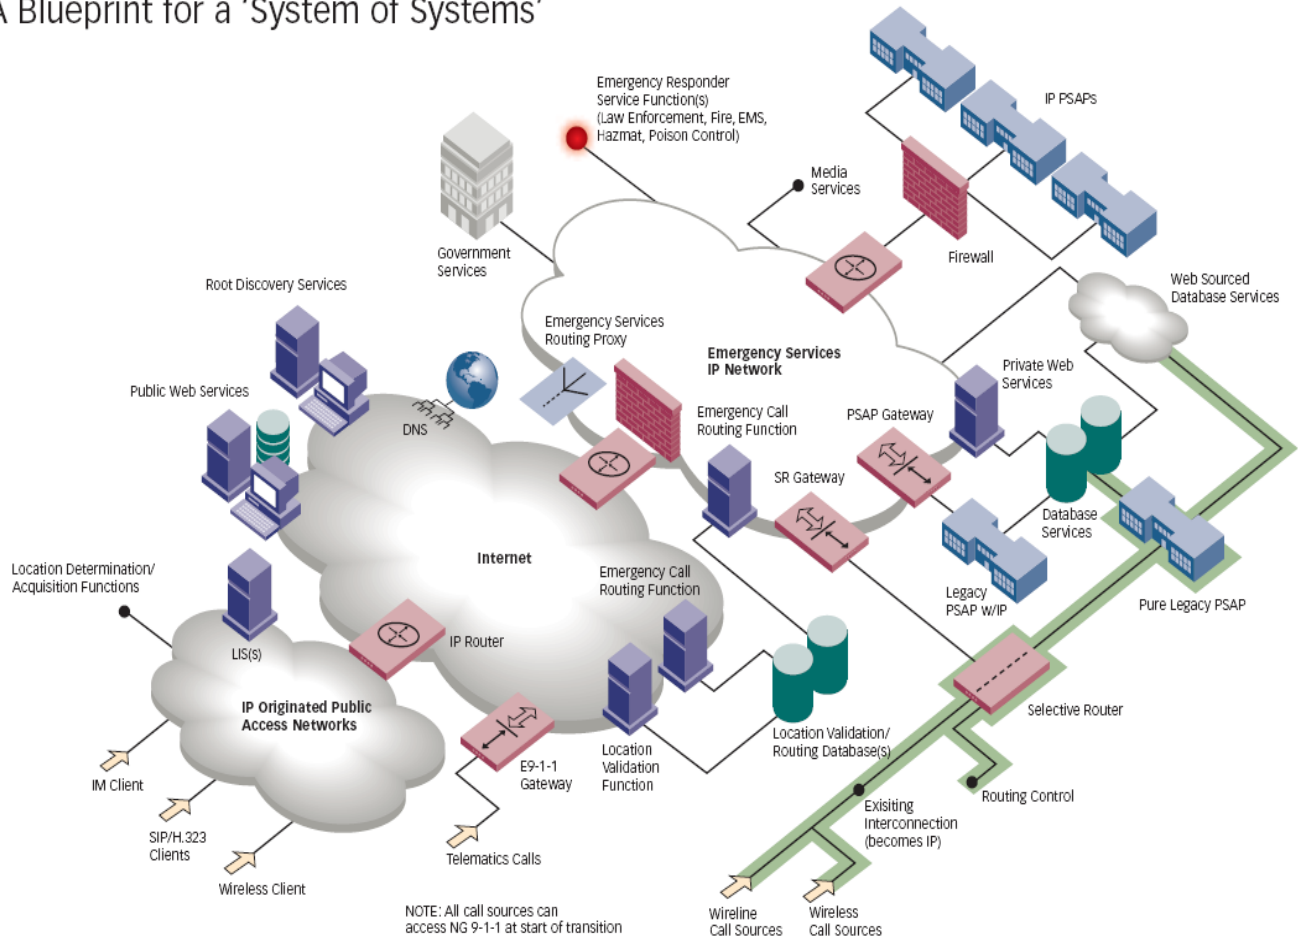 A Blueprint for a 'System of Systems'
Emergency Responder
Service Function(s)
(Law Enforcement, Fire, EMS,
Hazmat, Poison Control)
IP PSAPs
Media
Services
Firewall
Government
Services
Web Sourced
Database Services
Root Discovery Services
Emergency Services
Routing Proxy
Emergency Services
IP Network
Private Web
Services
Public Web Services
DNS
Emergency Call
Routing Function
PSAP Gateway
SR Gateway
Database
Services
Internet
Location Determination/
Acquisition Functions
Emergency Call
Routing Function
Legacy
PSAP w/IP
Pure Legacy PSAP
LIS(s)
IP Router
IP Originated Public
Access Networks
Selective Router
Location Validation/
Routing Database(s)
Location
Validation
Function
E9-1-1
Gateway
IM Client
Routing Control
Exisiting
Interconnection
(becomes IP)
SIP/H.323
Clients
Telematics Calls
Wireless Client
NOTE: All call sources can
access NG 9-1-1 at start of transition
Wireline
Call Sources
Wireless
Call Sources